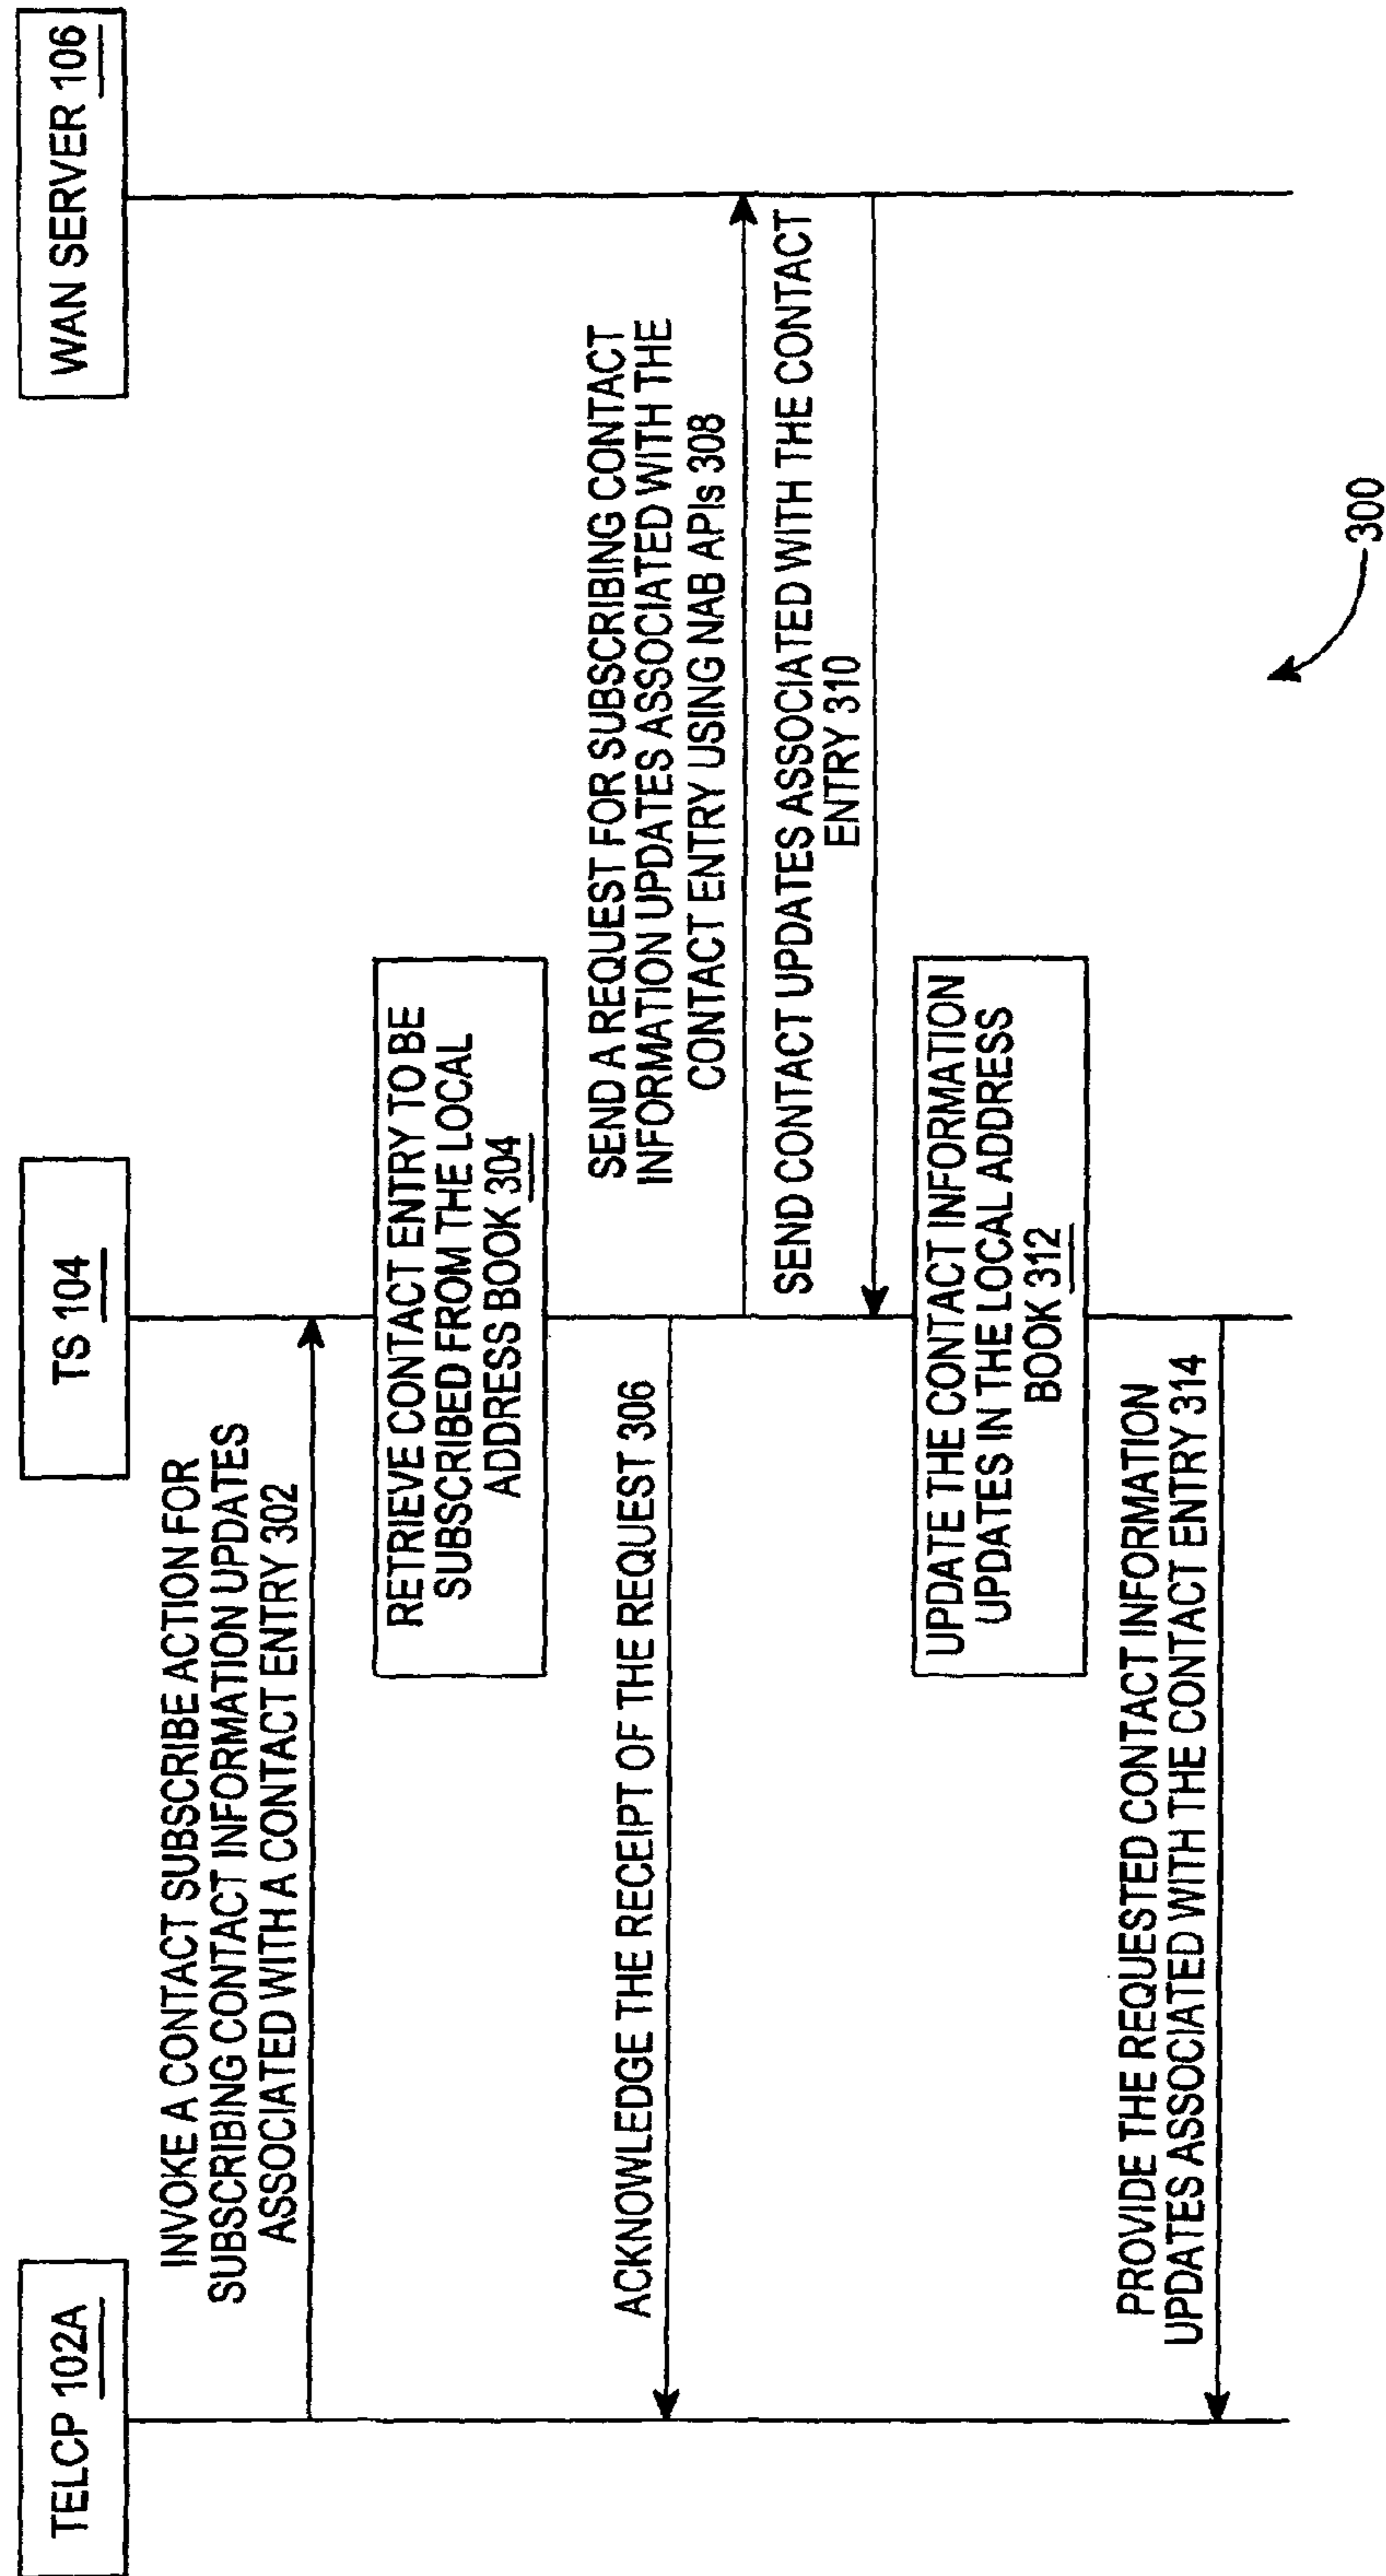 TELCP 102A
TS 104
WAN SERVER 106
INVOKE A CONTACT SUBSCRIBE ACTION FOR
SUBSCRIBING CONTACT INFORMATION UPDATES
ASSOCIATED WITH A CONTACT ENTRY 302
RETRIEVE CONTACT ENTRY TO BE
SUBSCRIBED FROM THE LOCAL
ADDRESS BOOK 304
ACKNOWLEDGE THE RECEIPT OF THE REQUEST 306
SEND A REQUEST FOR SUBSCRIBING CONTACT
INFORMATION UPDATES ASSOCIATED WITH THE
CONTACT ENTRY USING NAB APIs 308
SEND CONTACT UPDATES ASSOCIATED WITH THE CONTACT
ENTRY 310
UPDATE THE CONTACT INFORMATION
UPDATES IN THE LOCAL ADDRESS
BOOK 312
PROVIDE THE REQUESTED CONTACT INFORMATION
UPDATES ASSOCIATED WITH THE CONTACT ENTRY 314
300